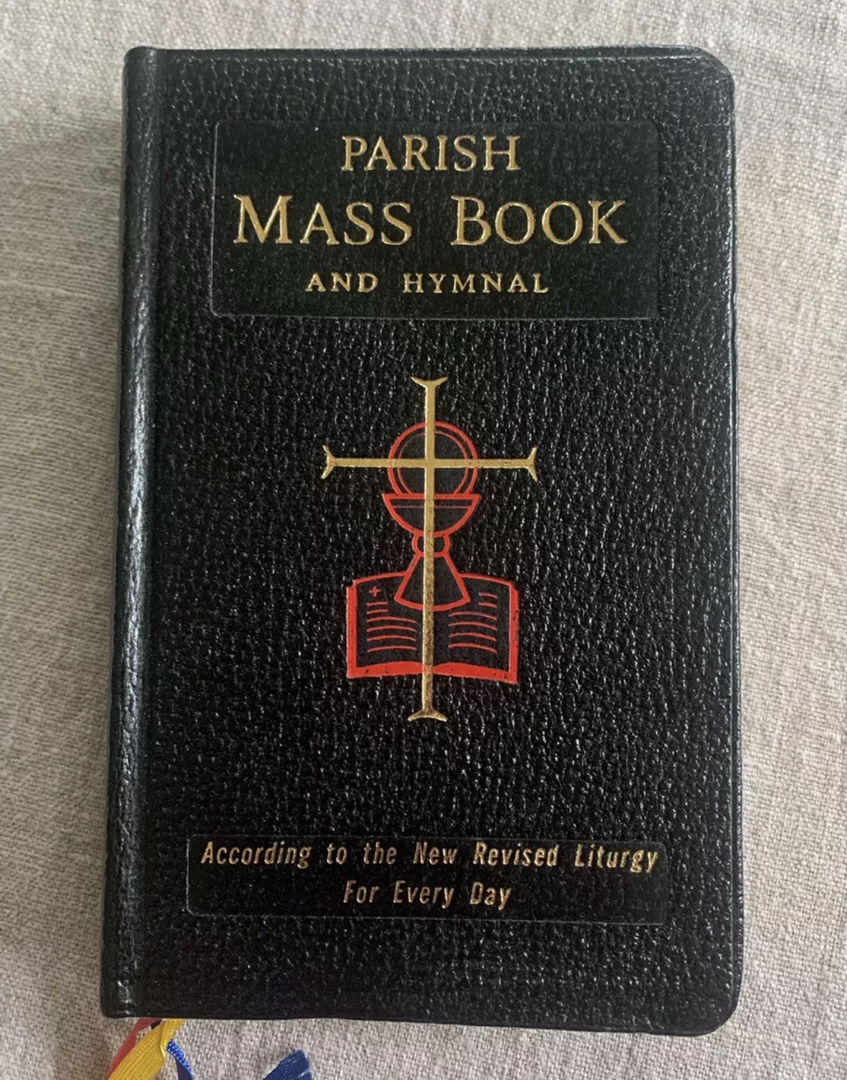 PARISH
MASS BOOK
AND HYMNAL
According to the New Revised Liturgy
For Every Day